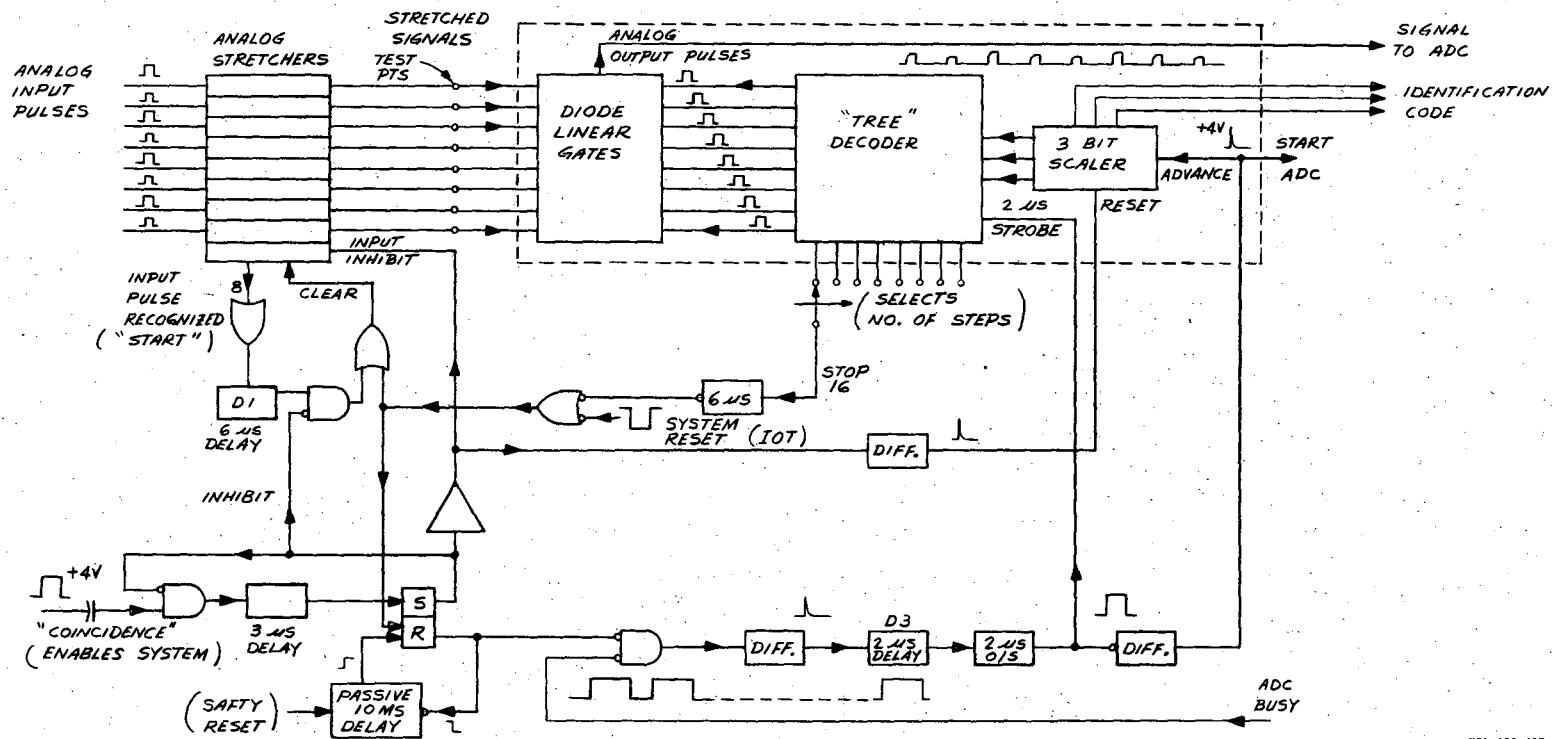 ANALOG
INPUT
PULSES
ANALOG
STRETCHERS
STRETCHED
SIGNALS
TEST
PTS
ANALOG
OUTPUT PULSES
DIODE
LINEAR
GATES
"TREE"
DECODER
3 BIT
SCALER
SIGNAL
TO ADC
IDENTIFICATION
CODE
+4V
START
ADC
ADVANCE
RESET
2 μs
STROBE
INPUT
INHIBIT
CLEAR
8
INPUT
PULSE
RECOGNIZED
("START")
(SELECTS
NO. OF STEPS)
STOP
16
D1
6 μs
DELAY
6 μs
SYSTEM
RESET (IOT)
DIFF.
INHIBIT
+4V
"COINCIDENCE"
(ENABLES SYSTEM)
3 μs
DELAY
S
R
DIFF.
D3
2 μs
DELAY
2 μs
O/S
DIFF.
(SAFTY
RESET)
PASSIVE
10 MS
DELAY
ADC
BUSY